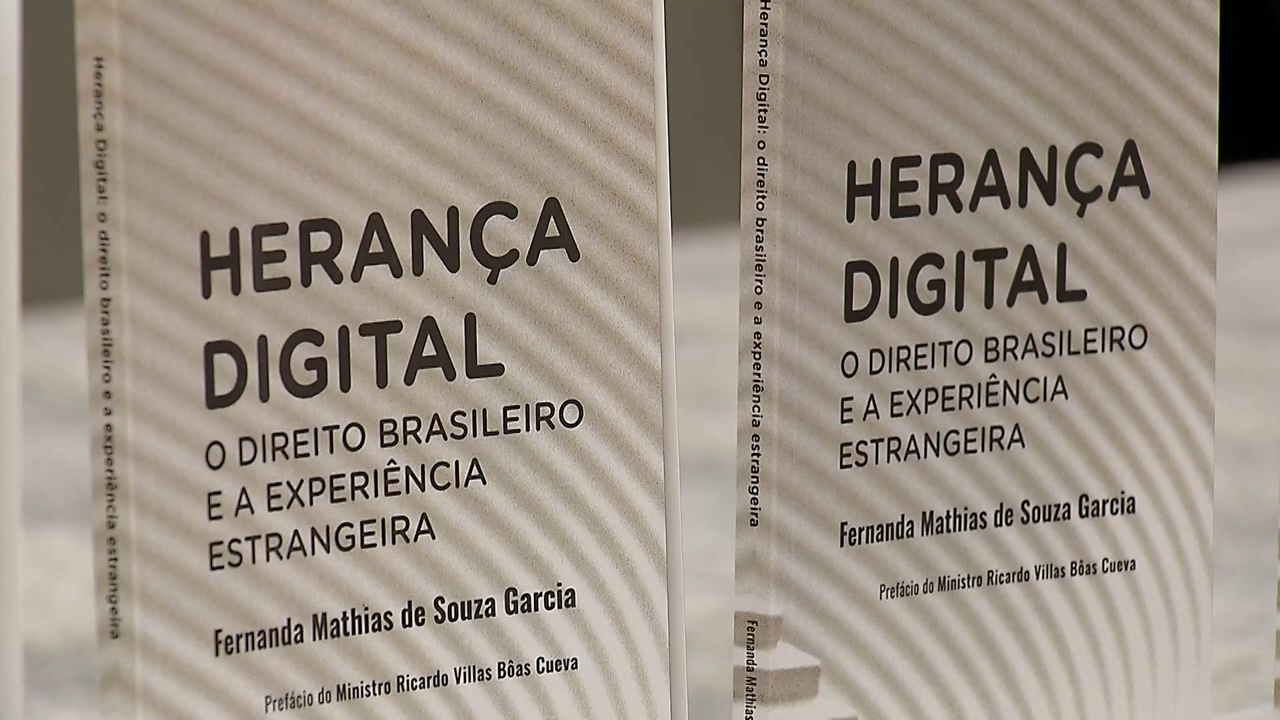 Herança Digital: o direito brasileiro e a experiência estrangeira
HERANÇA
DIGITAL
O DIREITO BRASILEIRO
E A EXPERIÊNCIA
ESTRANGEIRA
Fernanda Mathias de Souza Garcia
Prefácio do Ministro Ricardo Villas Bôas Cueva
Herança Digital: o direito brasileiro e a experiência estrangeira
Fernanda Mathias
HERANÇA
DIGITAL
O DIREITO BRASILEIRO
E A EXPERIÊNCIA
ESTRANGEIRA
Fernanda Mathias de Souza Garcia
Prefácio do Ministro Ricardo Villas Bôas Cueva